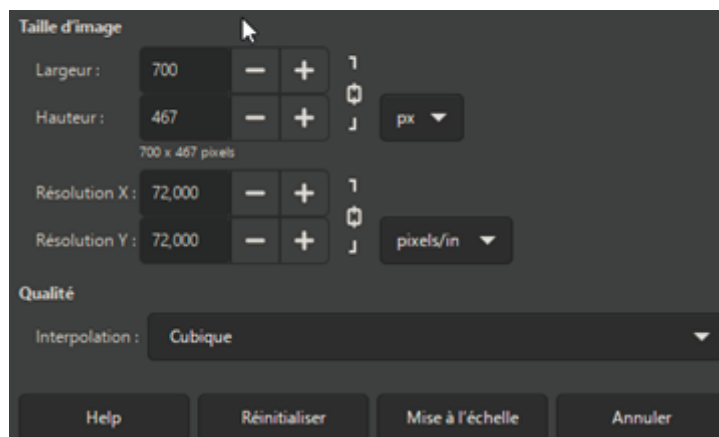 Taille d'image
Largeur : 700
Hauteur : 467 px
700 x 467 pixels
Résolution X : 72,000
Résolution Y : 72,000 pixels/in
Qualité
Interpolation : Cubique
Help Réinitialiser Mise à l'échelle Annuler